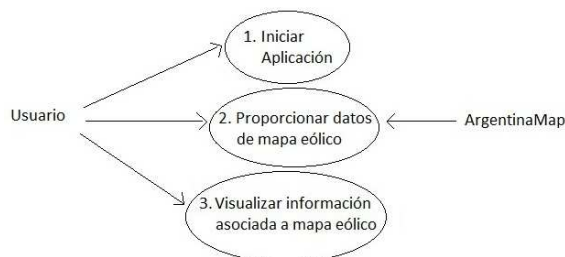 1. Iniciar
Aplicación
Usuario
2. Proporcionar datos
de mapa eólico
ArgentinaMap
3. Visualizar información
asociada a mapa eólico